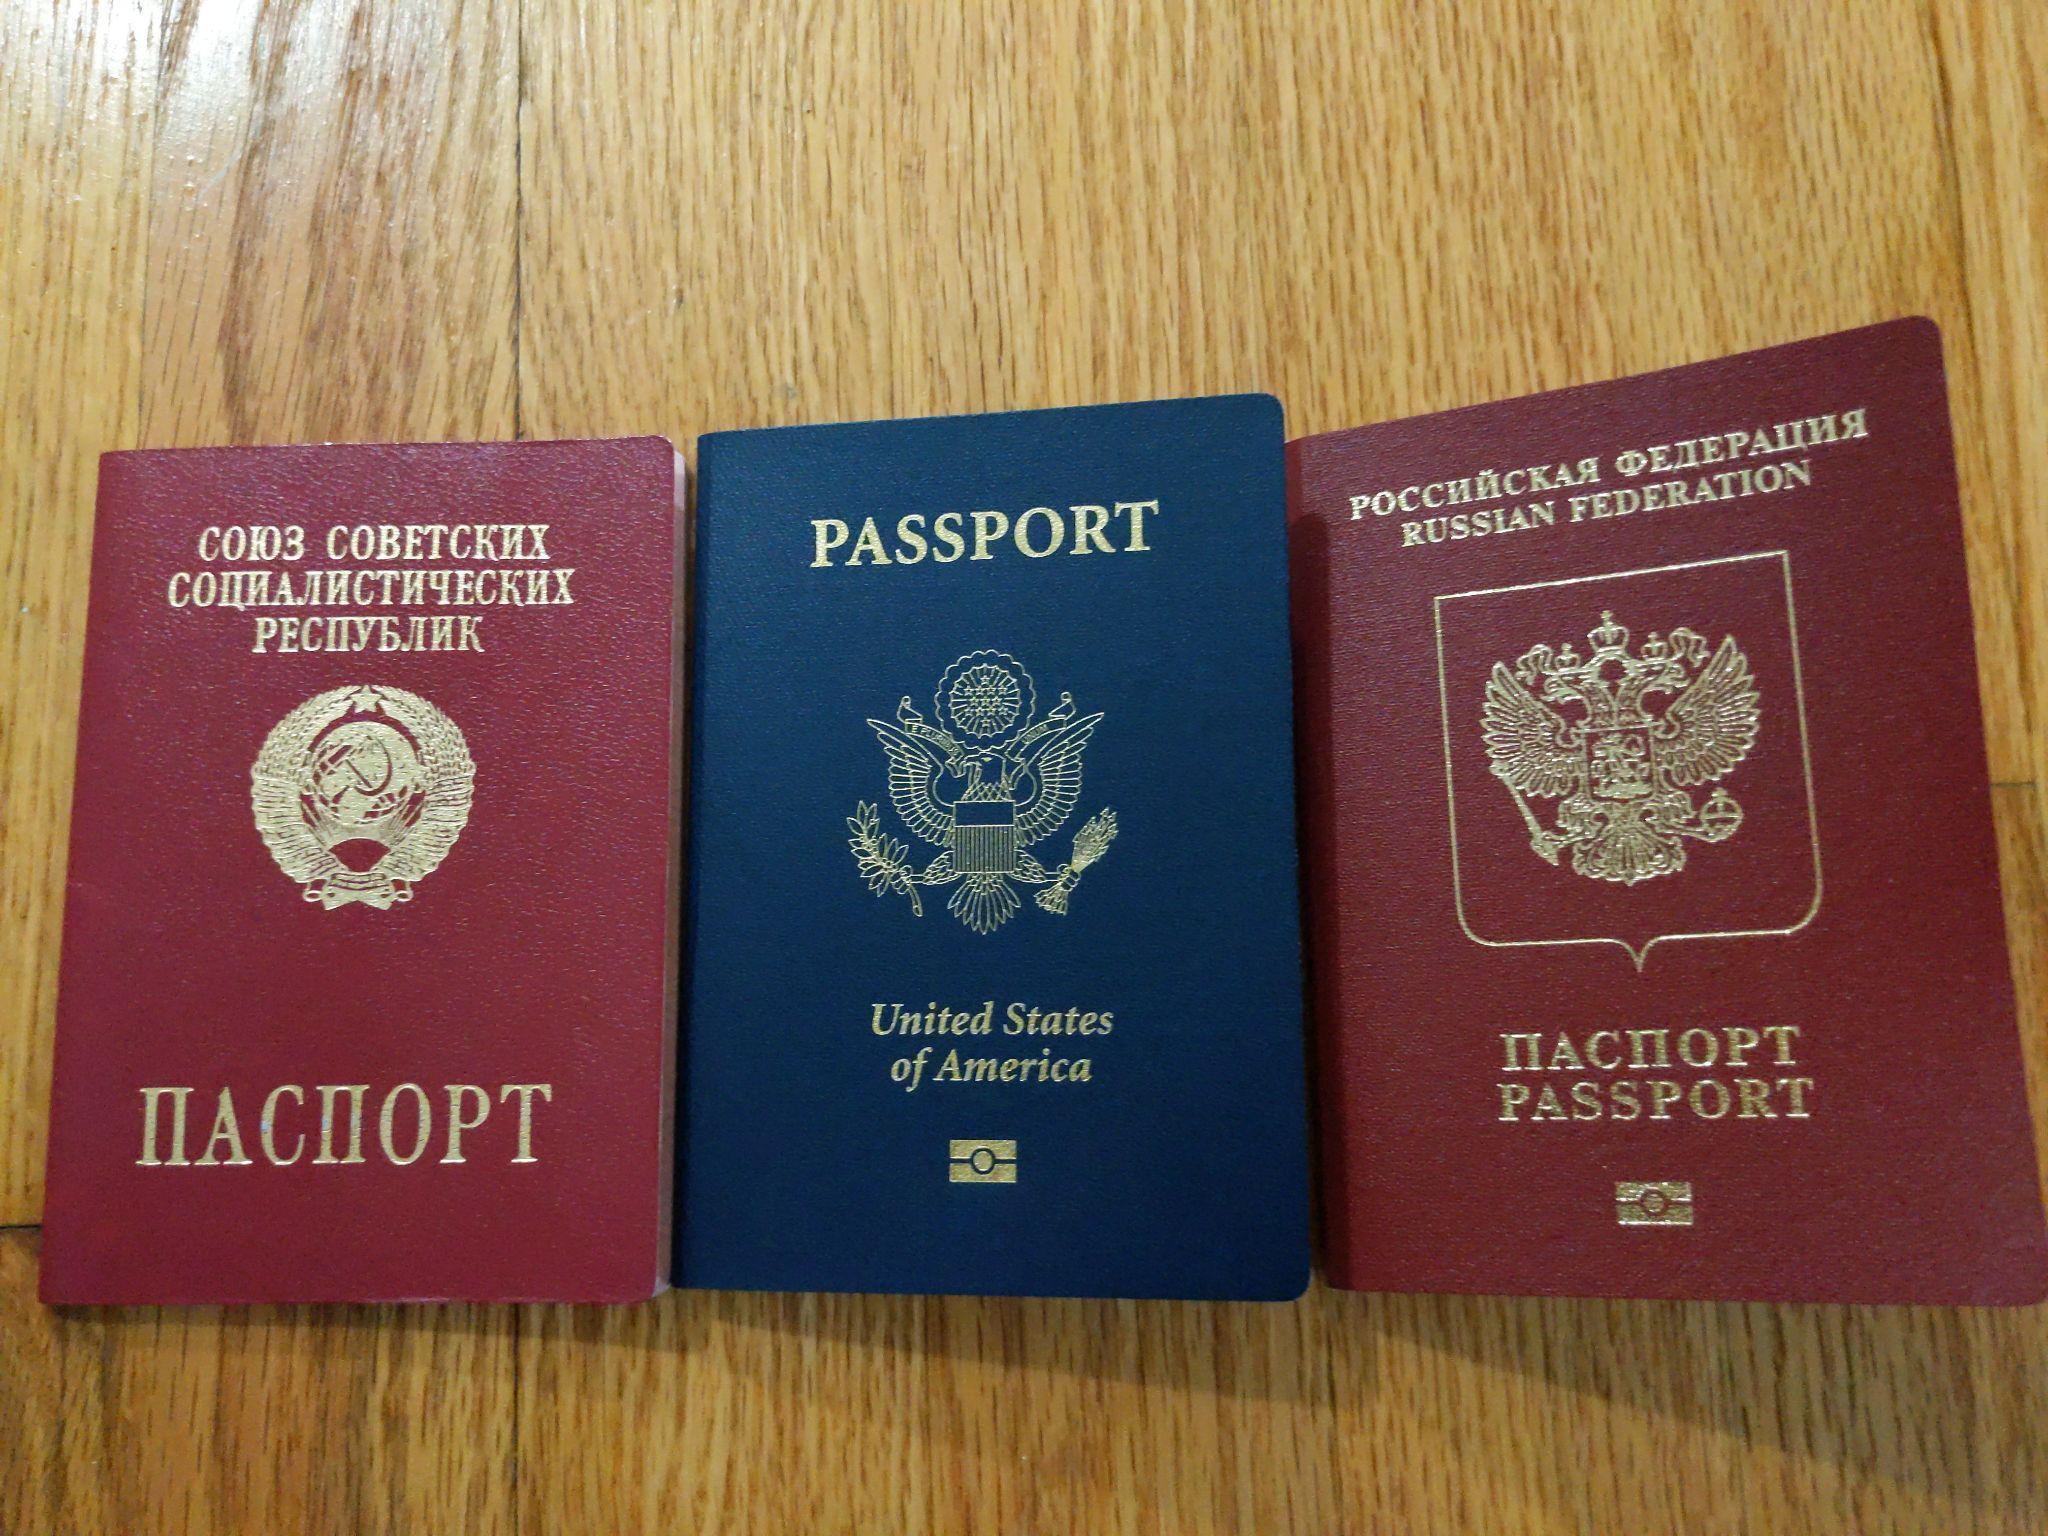 СОЮЗ СОВЕТСКИХ
СОЦИАЛИСТИЧЕСКИХ
РЕСПУБЛИК
ПАСПОРТ
PASSPORT
E PLURIBUS UNUM
United States
of America
РОССИЙСКАЯ ФЕДЕРАЦИЯ
RUSSIAN FEDERATION
ПАСПОРТ
PASSPORT